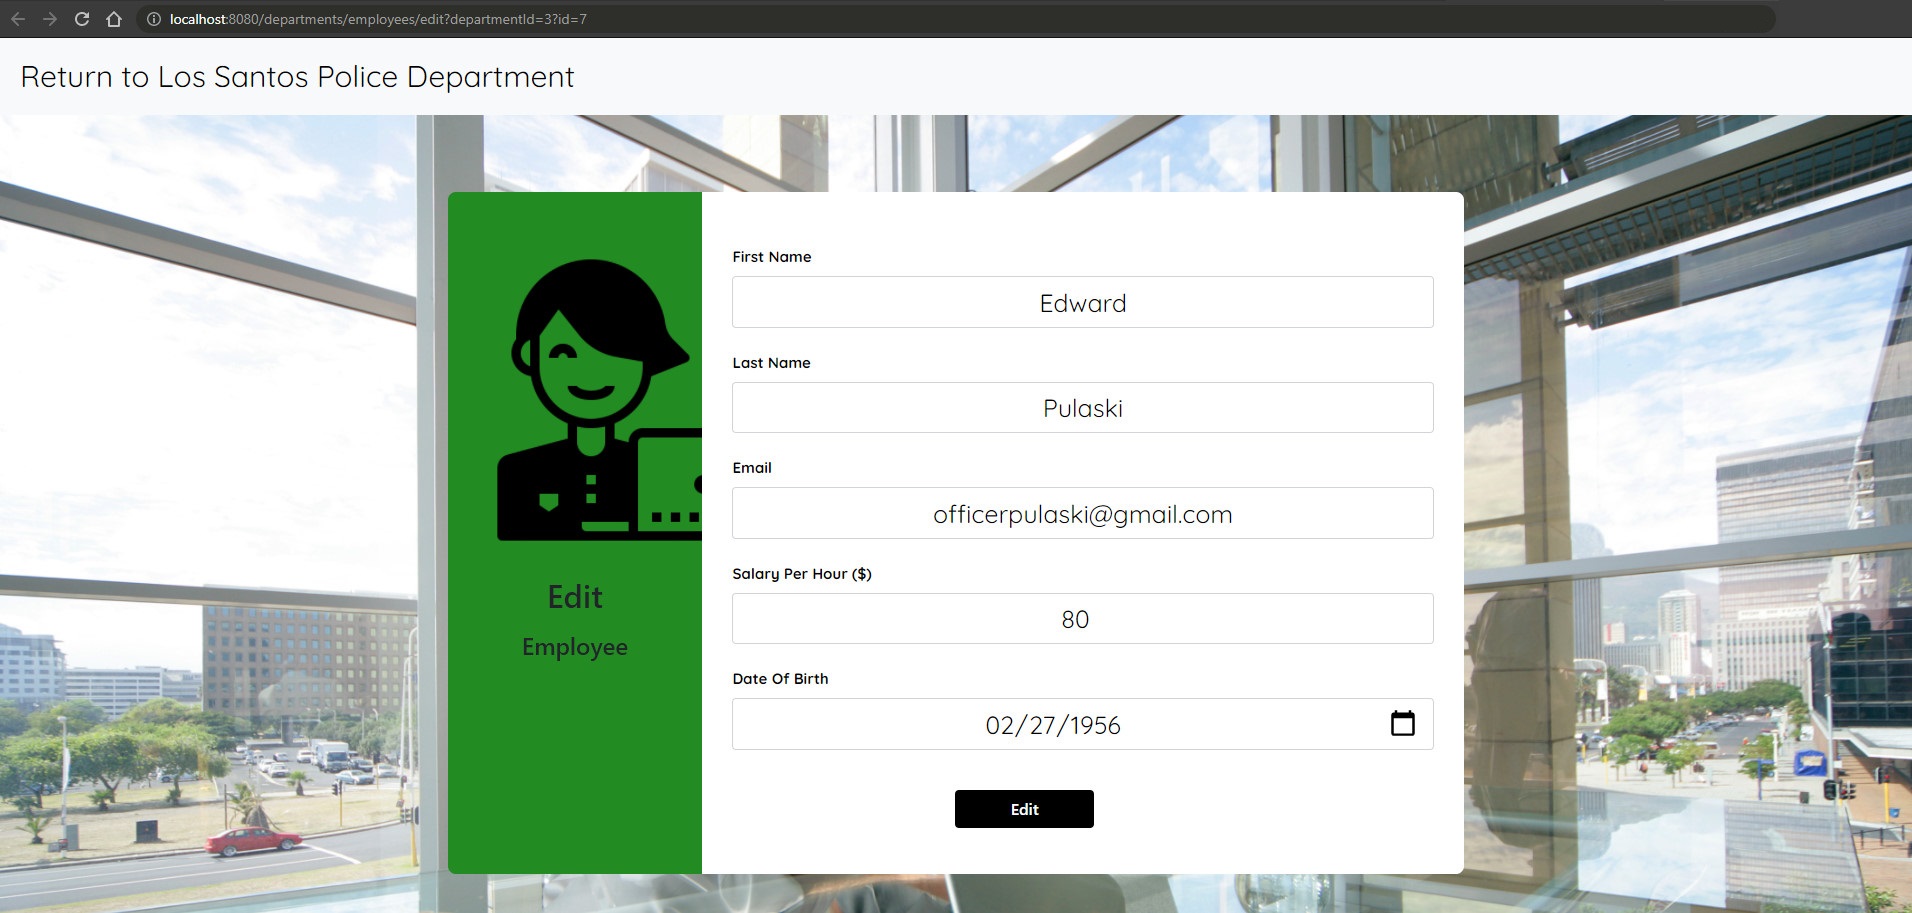 localhost:8080/departments/employees/edit?departmentId=3?id=7
Return to Los Santos Police Department
Edit
Employee
First Name
Edward
Last Name
Pulaski
Email
officerpulaski@gmail.com
Salary Per Hour ($)
80
Date Of Birth
02/27/1956
Edit